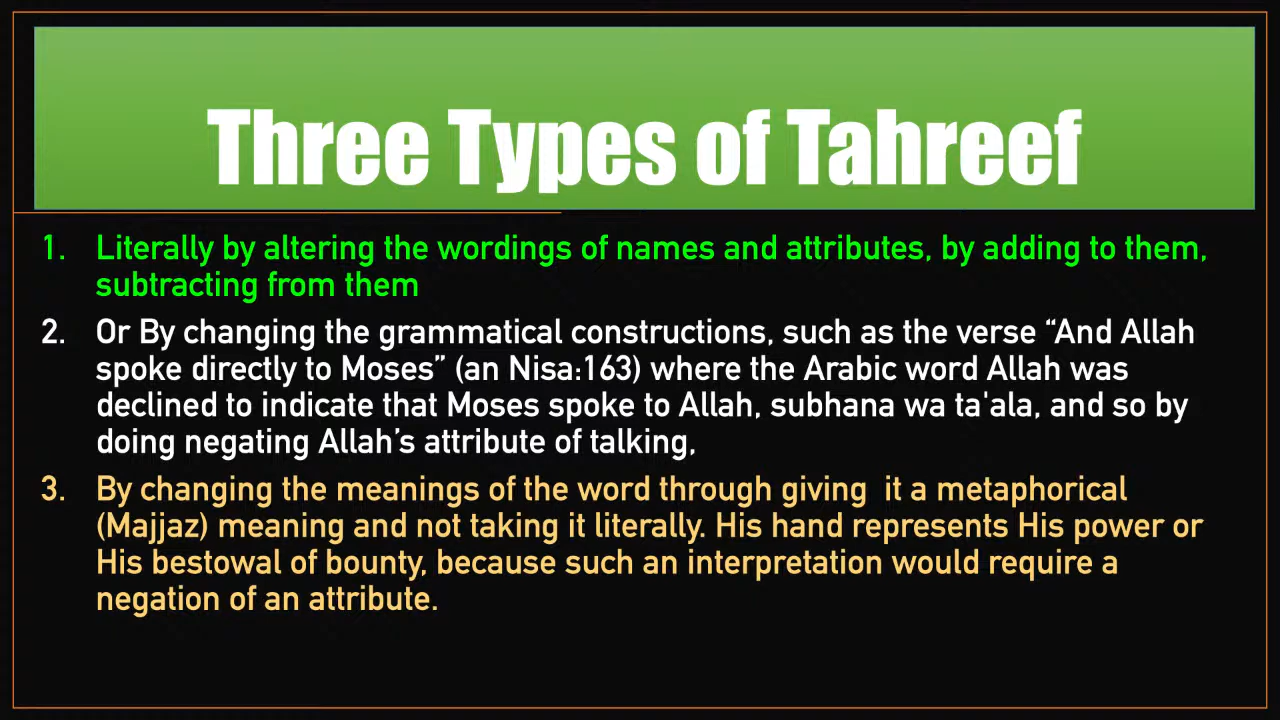 Three Types of Tahreef
1. Literally by altering the wordings of names and attributes, by adding to them,
subtracting from them
2. Or By changing the grammatical constructions, such as the verse “And Allah
spoke directly to Moses” (an Nisa:163) where the Arabic word Allah was
declined to indicate that Moses spoke to Allah, subhana wa ta'ala, and so by
doing negating Allah’s attribute of talking,
3. By changing the meanings of the word through giving  it a metaphorical
(Majjaz) meaning and not taking it literally. His hand represents His power or
His bestowal of bounty, because such an interpretation would require a
negation of an attribute.